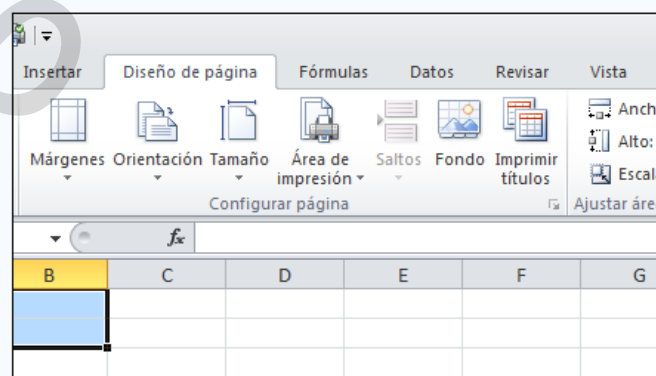 Insertar Diseño de página Fórmulas Datos Revisar Vista
Márgenes Orientación Tamaño Área de impresión Saltos Fondo Imprimir títulos
Anch
Alto:
Escal
Configurar página Ajustar áre
fx
B C D E F G